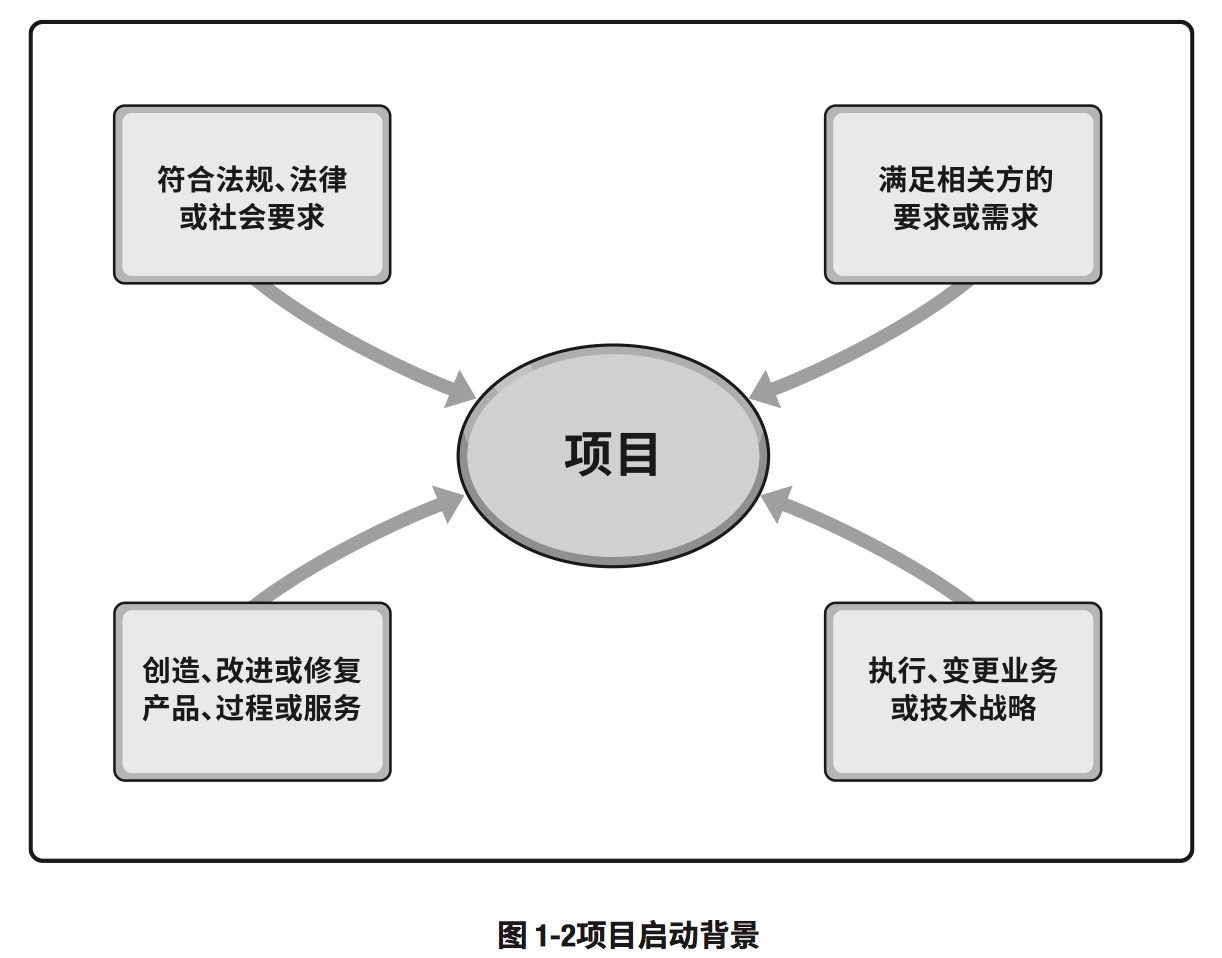 符合法规、法律
或社会要求
满足相关方的
要求或需求
项目
创造、改进或修复
产品、过程或服务
执行、变更业务
或技术战略
图 1-2项目启动背景